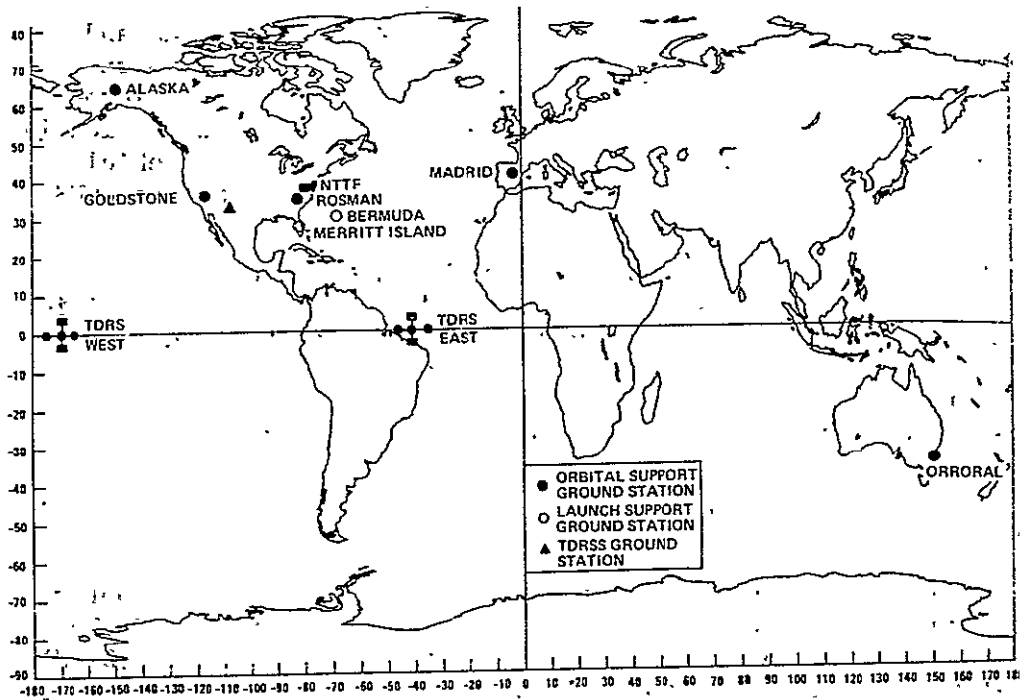 80
70
60
50
40
30
20
10
0
-10
-20
-30
-40
-50
-60
-70
-80
-90
ALASKA
GOLDSTONE
NTTF
ROSMAN
BERMUDA
MERRITT ISLAND
MADRID
TDRS
WEST
TDRS
EAST
ORRORAL
ORBITAL SUPPORT
GROUND STATION
LAUNCH SUPPORT
GROUND STATION
TDRSS GROUND
STATION
-180 -170 -160 -150 -140 -130 -120 -110 -100 -90 -80 -70 -60 -50 -40 -30 -20 -10 0 10 20 30 40 50 60 70 80 90 100 110 120 130 140 150 160 170 180